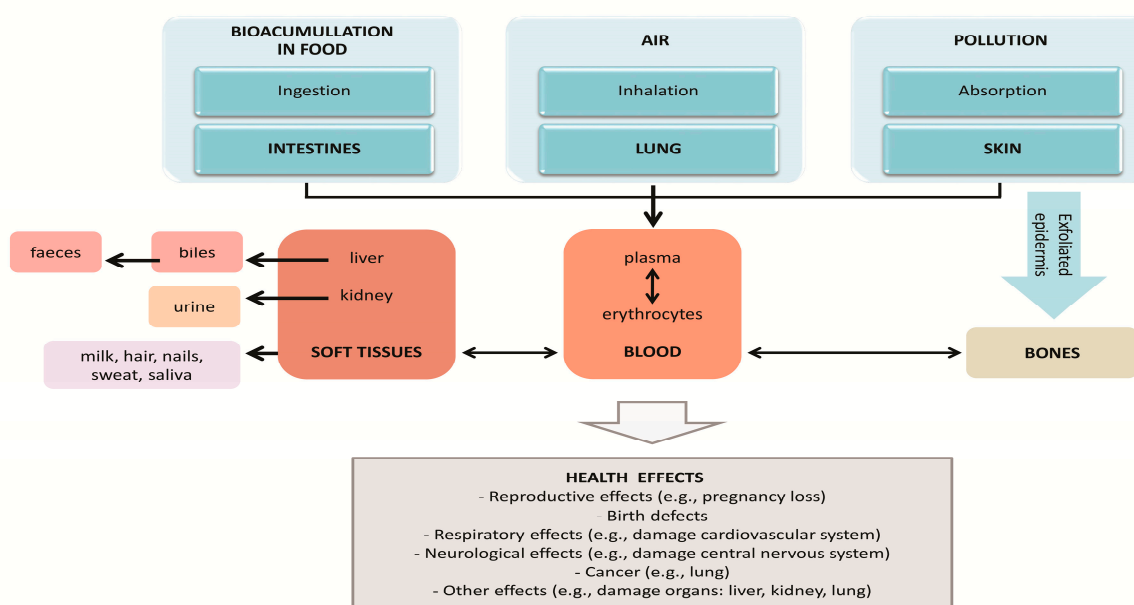 BIOACUMULLATION
IN FOOD
Ingestion
INTESTINES
AIR
Inhalation
LUNG
POLLUTION
Absorption
SKIN
Exfoliated
epidermis
faeces
biles
liver
urine
kidney
milk, hair, nails,
sweat, saliva
SOFT TISSUES
plasma
erythrocytes
BLOOD
BONES
HEALTH EFFECTS
- Reproductive effects (e.g., pregnancy loss)
- Birth defects
- Respiratory effects (e.g., damage cardiovascular system)
- Neurological effects (e.g., damage central nervous system)
- Cancer (e.g., lung)
- Other effects (e.g., damage organs: liver, kidney, lung)